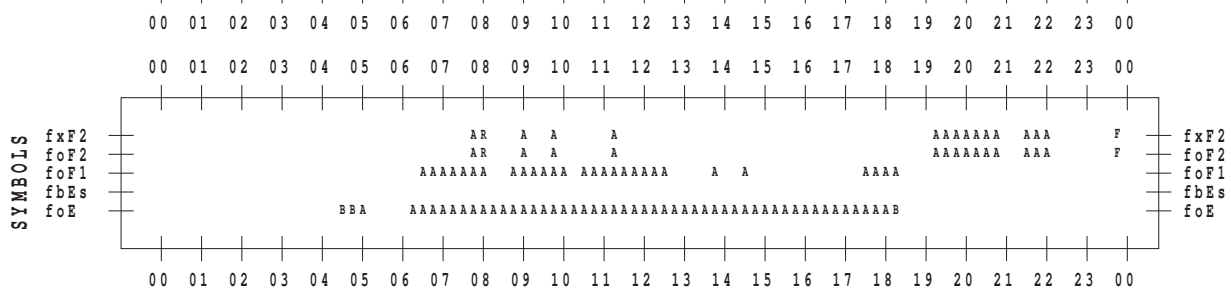 00 01 02 03 04 05 06 07 08 09 10 11 12 13 14 15 16 17 18 19 20 21 22 23 00
00 01 02 03 04 05 06 07 08 09 10 11 12 13 14 15 16 17 18 19 20 21 22 23 00
SYMBOLS
fxF2 AR A A A AAAAAAA AAA F fxF2
foF2 AR A A A AAAAAAA AAA F foF2
foF1 AAAAAAA AAAAAA AAAAAAAAA A A AAAA foF1
fbEs fbEs
foE BBA AAAAAAAAAAAAAAAAAAAAAAAAAAAAAAAAAAAAAAAAAAAAAAAAB foE
00 01 02 03 04 05 06 07 08 09 10 11 12 13 14 15 16 17 18 19 20 21 22 23 00